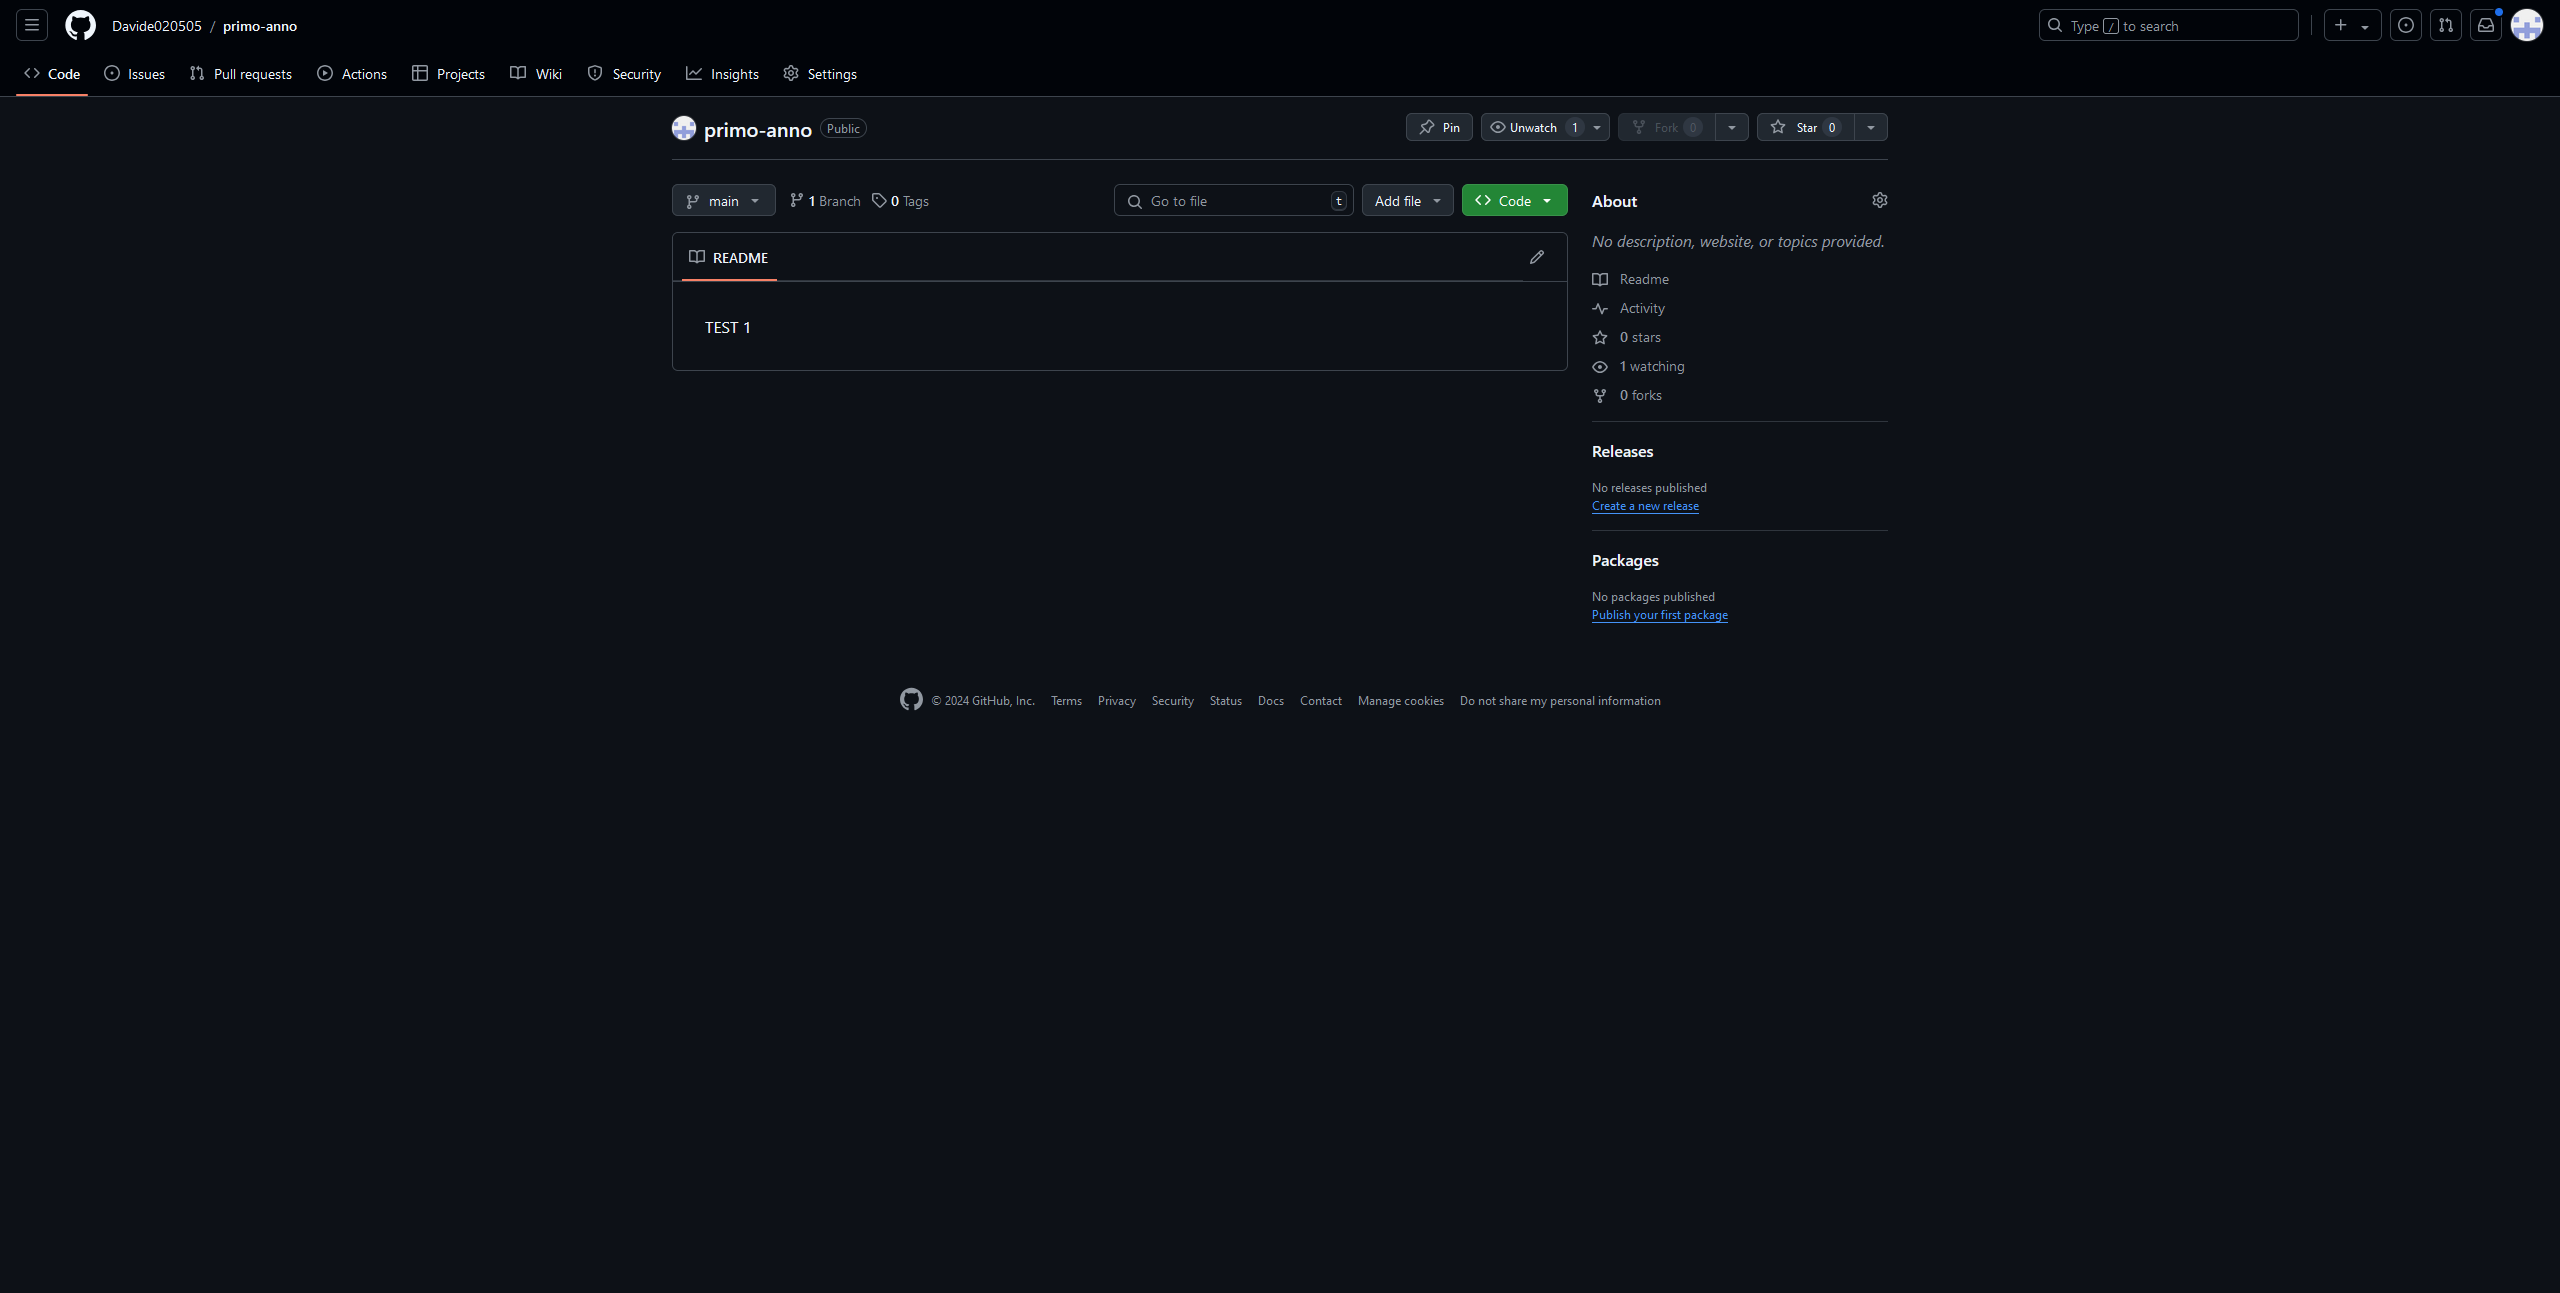 Davide020505 / primo-anno
Type / to search
Code Issues Pull requests Actions Projects Wiki Security Insights Settings
primo-anno Public
Pin Unwatch 1 Fork 0 Star 0
main 1 Branch 0 Tags Go to file t Add file Code
README
TEST 1
About
No description, website, or topics provided.
Readme
Activity
0 stars
1 watching
0 forks
Releases
No releases published
Create a new release
Packages
No packages published
Publish your first package
© 2024 GitHub, Inc. Terms Privacy Security Status Docs Contact Manage cookies Do not share my personal information